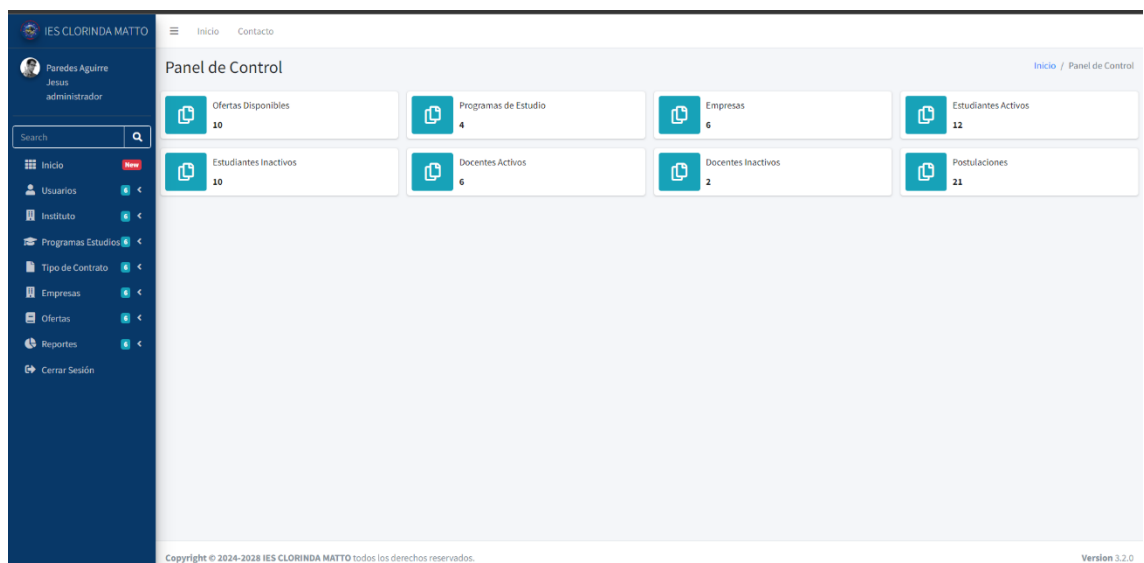 IES CLORINDA MATTO
Inicio Contacto
Paredes Aguirre
Jesus
administrador
Search
Inicio New
Usuarios 6
Instituto 6
Programas Estudios 6
Tipo de Contrato 6
Empresas 6
Ofertas 6
Reportes 6
Cerrar Sesión
Panel de Control
Inicio / Panel de Control
Ofertas Disponibles
10
Programas de Estudio
4
Empresas
6
Estudiantes Activos
12
Estudiantes Inactivos
10
Docentes Activos
6
Docentes Inactivos
2
Postulaciones
21
Copyright © 2024-2028 IES CLORINDA MATTO todos los derechos reservados.
Version 3.2.0